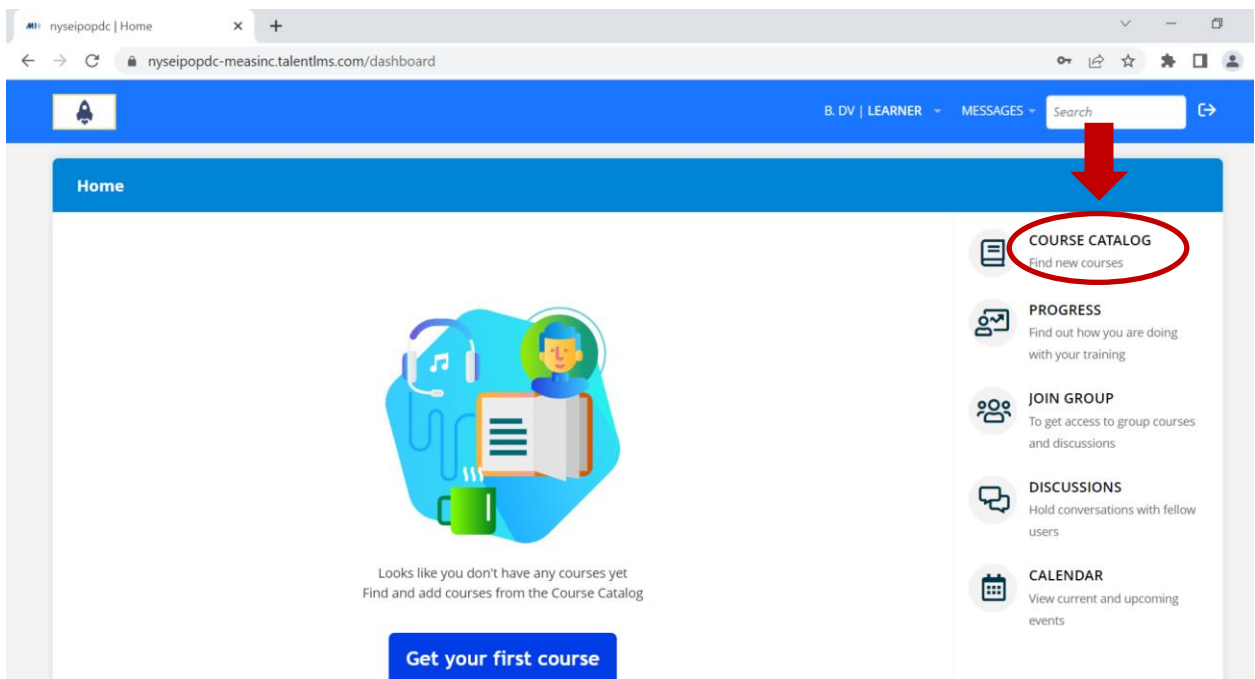 nyseipopdc | Home
nyseipopdc-measinc.talentlms.com/dashboard
B. DV | LEARNER MESSAGES Search
Home
COURSE CATALOG
Find new courses
PROGRESS
Find out how you are doing
with your training
JOIN GROUP
To get access to group courses
and discussions
DISCUSSIONS
Hold conversations with fellow
users
CALENDAR
View current and upcoming
events
Looks like you don't have any courses yet
Find and add courses from the Course Catalog
Get your first course